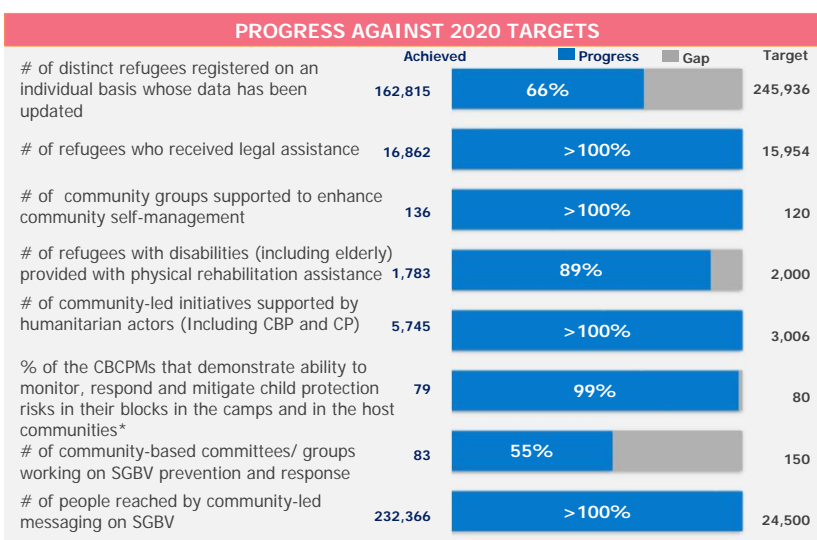 PROGRESS AGAINST 2020 TARGETS
Achieved Progress Gap Target
# of distinct refugees registered on an
individual basis whose data has been
updated
162,815 66% 245,936
# of refugees who received legal assistance 16,862 >100% 15,954
# of community groups supported to enhance
community self-management
136 >100% 120
# of refugees with disabilities (including elderly)
provided with physical rehabilitation assistance 1,783 89% 2,000
# of community-led initiatives supported by
humanitarian actors (Including CBP and CP)
5,745 >100% 3,006
% of the CBCPMs that demonstrate ability to
monitor, respond and mitigate child protection
risks in their blocks in the camps and in the host
communities*
79 99% 80
# of community-based committees/ groups
working on SGBV prevention and response
83 55% 150
# of people reached by community-led
messaging on SGBV
232,366 >100% 24,500